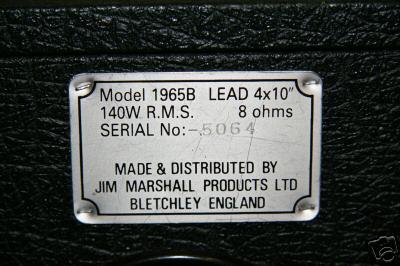 Model 1965B LEAD 4x10"
140W R.M.S. 8 ohms
SERIAL No:-5064
MADE & DISTRIBUTED BY
JIM MARSHALL PRODUCTS LTD
BLETCHLEY ENGLAND